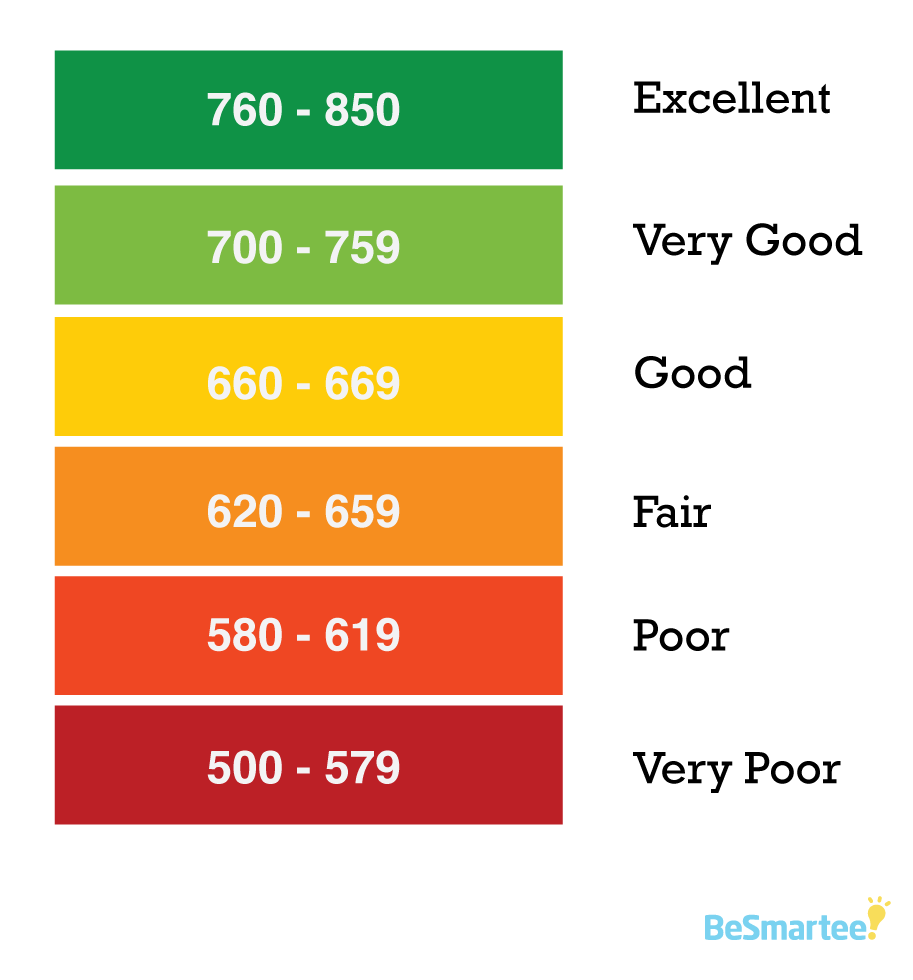 760 - 850 Excellent
700 - 759 Very Good
660 - 669 Good
620 - 659 Fair
580 - 619 Poor
500 - 579 Very Poor
BeSmartee!